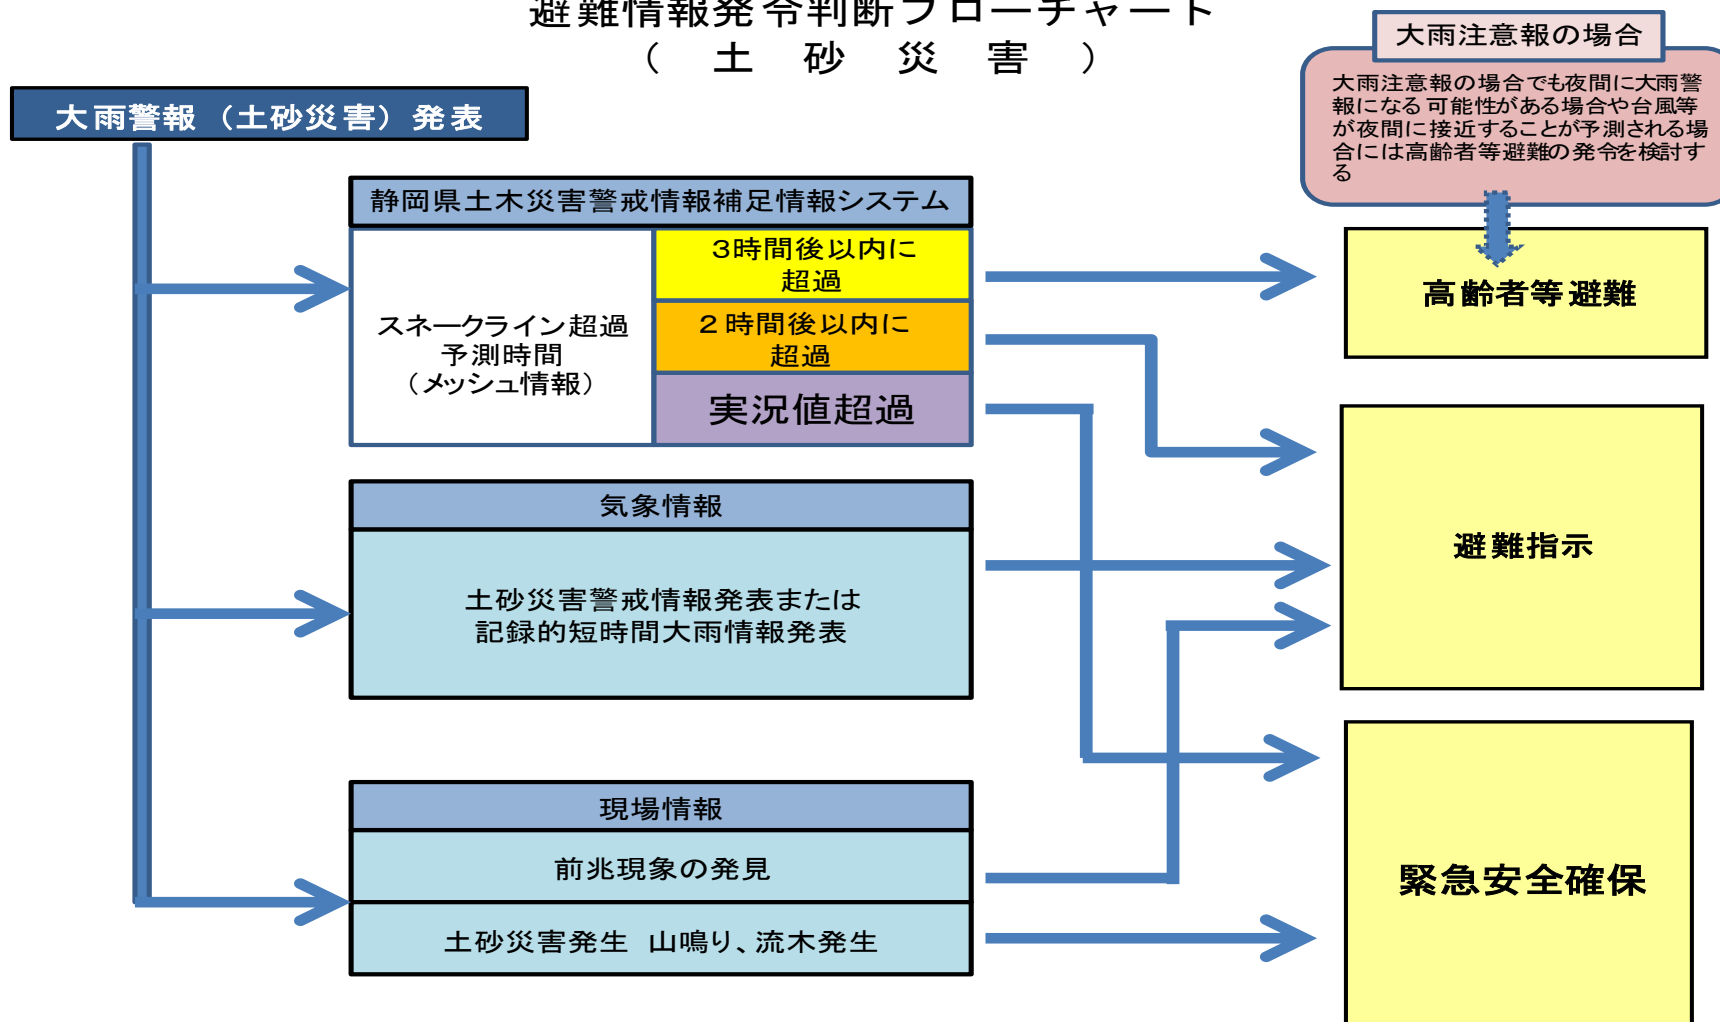 避難情報発令判断フローチャート
（　土　砂　災　害　）
大雨注意報の場合
大雨注意報の場合でも夜間に大雨警
報になる可能性がある場合や台風等
が夜間に接近することが予測される場
合には高齢者等避難の発令を検討す
る
大雨警報（土砂災害）発表
静岡県土木災害警戒情報補足情報システム
スネークライン超過
予測時間
（メッシュ情報）
3時間後以内に
超過
２時間後以内に
超過
実況値超過
気象情報
土砂災害警戒情報発表または
記録的短時間大雨情報発表
現場情報
前兆現象の発見
土砂災害発生　山鳴り、流木発生
高齢者等避難
避難指示
緊急安全確保